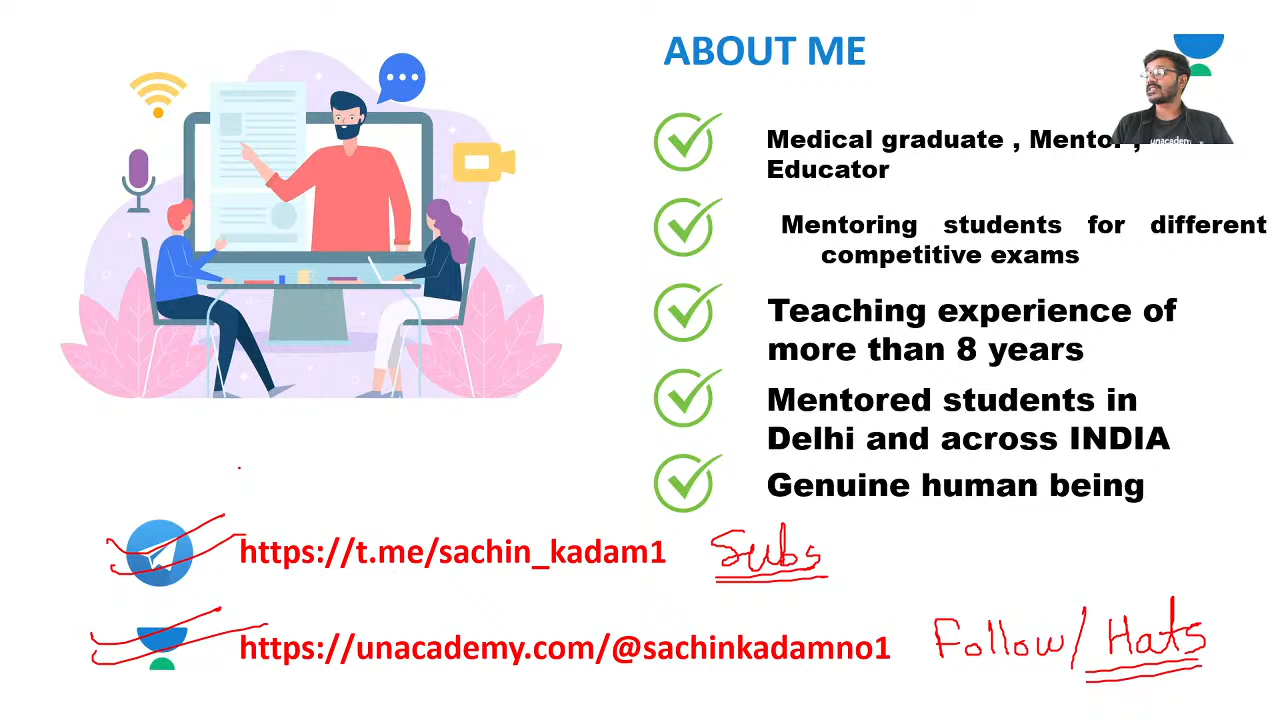 ABOUT ME
Medical graduate , Mentor ,
Educator
unacademy
Mentoring students for different
competitive exams
Teaching experience of
more than 8 years
Mentored students in
Delhi and across INDIA
Genuine human being
https://t.me/sachin_kadam1 Subs
https://unacademy.com/@sachinkadamno1 Follow/Hats